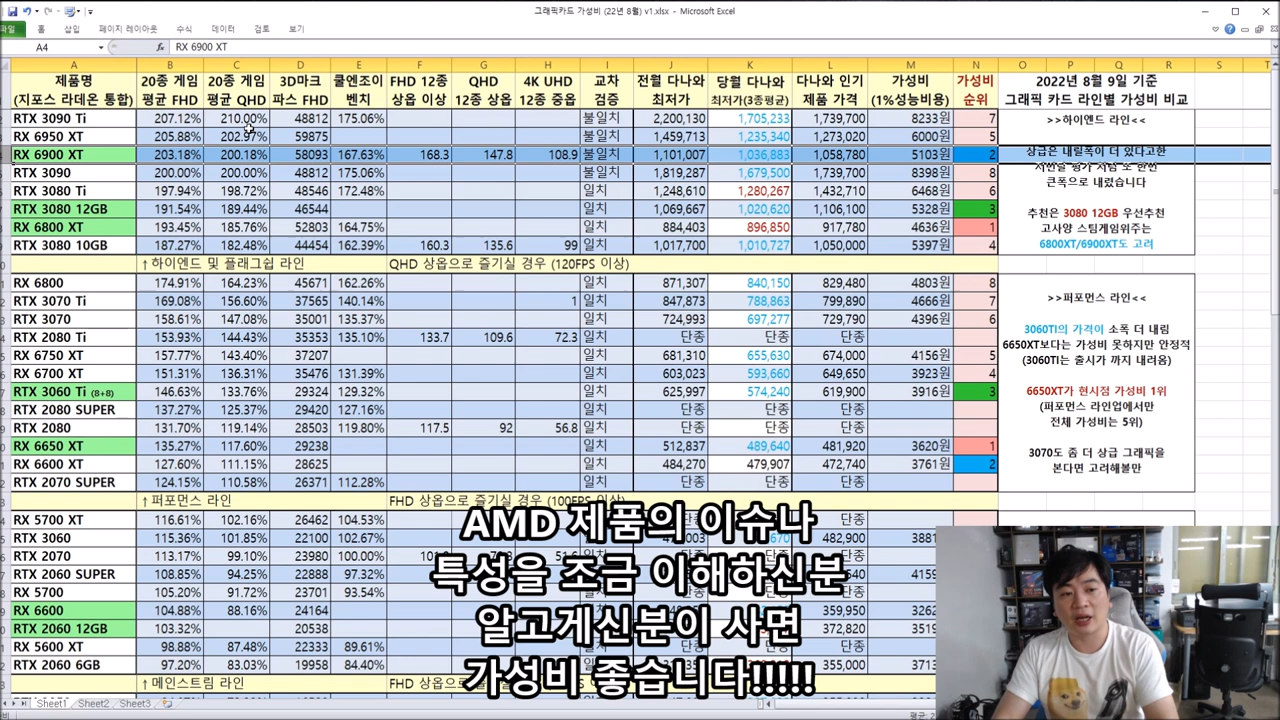 그래픽카드 가성비 (22년 8월) v1.xlsx - Microsoft Excel
파일 홈 삽입 페이지 레이아웃 수식 데이터 검토 보기
A4 fx RX 6900 XT
A B C D E F G H I J K L M N O P Q R S T
제품명 20종 게임 20종 게임 3D마크 쿨엔조이 FHD 12종 QHD 4K UHD 교차 전월 다나와 당월 다나와 다나와 인기 가성비 가성비 2022년 8월 9일 기준
(지포스 라데온 통합) 평균 FHD 평균 QHD 파스 FHD 벤치 상옵 이상 12종 상옵 12종 중옵 검증 최저가 최저가(3종평균) 제품 가격 (1%성능비용) 순위 그래픽 카드 라인별 가성비 비교
RTX 3090 Ti 207.12% 210.00% 48812 175.06% 불일치 2,200,130 1,705,233 1,739,700 8233원 7 >>하이엔드 라인<<
RX 6950 XT 205.88% 202.97% 59875 불일치 1,459,713 1,235,340 1,273,020 6000원 5
RX 6900 XT 203.18% 200.18% 58093 167.63% 168.3 147.8 108.9 불일치 1,101,007 1,036,883 1,058,780 5103원 2 상급은 내릴폭이 더 있다고한
RTX 3090 200.00% 200.00% 48812 175.06% 불일치 1,819,287 1,679,500 1,739,700 8398원 8
RTX 3080 Ti 197.94% 198.72% 48546 172.48% 일치 1,248,610 1,280,267 1,432,710 6468원 6 큰폭으로 내렸습니다
RTX 3080 12GB 191.54% 189.44% 46544 일치 1,069,667 1,020,620 1,106,100 5328원 3 추천은 3080 12GB 우선추천
RX 6800 XT 193.45% 185.76% 52803 164.75% 일치 884,403 896,850 917,780 4636원 1 고사양 스팀게임위주는
RTX 3080 10GB 187.27% 182.48% 44454 162.39% 160.3 135.6 99 일치 1,017,700 1,010,727 1,050,000 5397원 4 6800XT/6900XT도 고려
↑하이엔드 및 플래그쉽 라인 QHD 상옵으로 즐기실 경우 (120FPS 이상)
RX 6800 174.91% 164.23% 45671 162.26% 일치 871,307 840,150 829,480 4803원 8
RTX 3070 Ti 169.08% 156.60% 37565 140.14% 1 일치 847,873 788,863 799,890 4666원 7 >>퍼포먼스 라인<<
RTX 3070 158.61% 147.08% 35001 135.37% 일치 724,993 697,277 729,790 4396원 6
RTX 2080 Ti 153.93% 144.43% 35353 135.10% 133.7 109.6 72.3 일치 단종 단종 단종 3060TI의 가격이 소폭 더 내림
6650XT보다는 가성비 못하지만 안정적
RX 6750 XT 157.77% 143.40% 37207 일치 681,310 655,630 674,000 4156원 5 (3060TI는 출시가 까지 내려옴)
RX 6700 XT 151.31% 136.31% 35476 131.39% 일치 603,023 593,660 649,650 3923원 4
RTX 3060 Ti (8+8) 146.63% 133.76% 29324 129.32% 일치 625,997 574,240 619,900 3916원 3 6650XT가 현시점 가성비 1위
RTX 2080 SUPER 137.27% 125.37% 29420 127.16% 일치 단종 단종 단종 (퍼포먼스 라인업에서만
RTX 2080 131.70% 119.14% 28503 119.80% 117.5 92 56.8 일치 단종 단종 단종 전체 가성비는 5위)
RX 6650 XT 135.27% 117.60% 29238 일치 512,837 489,640 481,920 3620원 1 3070도 좀 더 상급 그래픽을
RX 6600 XT 127.60% 111.15% 28625 일치 484,270 479,907 472,740 3761원 2 본다면 고려해볼만
RTX 2070 SUPER 124.15% 110.58% 26371 112.28% 일치 단종 단종 단종
↑퍼포먼스 라인 FHD 상옵으로 즐기실 경우 (100FPS 이상)
RX 5700 XT 116.61% 102.16% 26462 104.53% 단종
RTX 3060 115.36% 101.85% 22100 102.67% 482,900
RTX 2070 113.17% 99.10% 23980 100.00% 단종
RTX 2060 SUPER 108.85% 94.25% 22888 97.32%
RX 5700 105.20% 91.72% 23701 93.54% 단종
RX 6600 104.88% 88.16% 24164 359,950
RTX 2060 12GB 103.32% 20538 372,820
RX 5600 XT 98.88% 87.48% 22333 89.61% 단종
RTX 2060 6GB 97.20% 83.03% 19958 84.40% 355,000
↑메인스트림 라인
AMD 제품의 이슈나
특성을 조금 이해하신분
알고게신분이 사면
가성비 좋습니다!!!!!
Sheet1 Sheet2 Sheet3